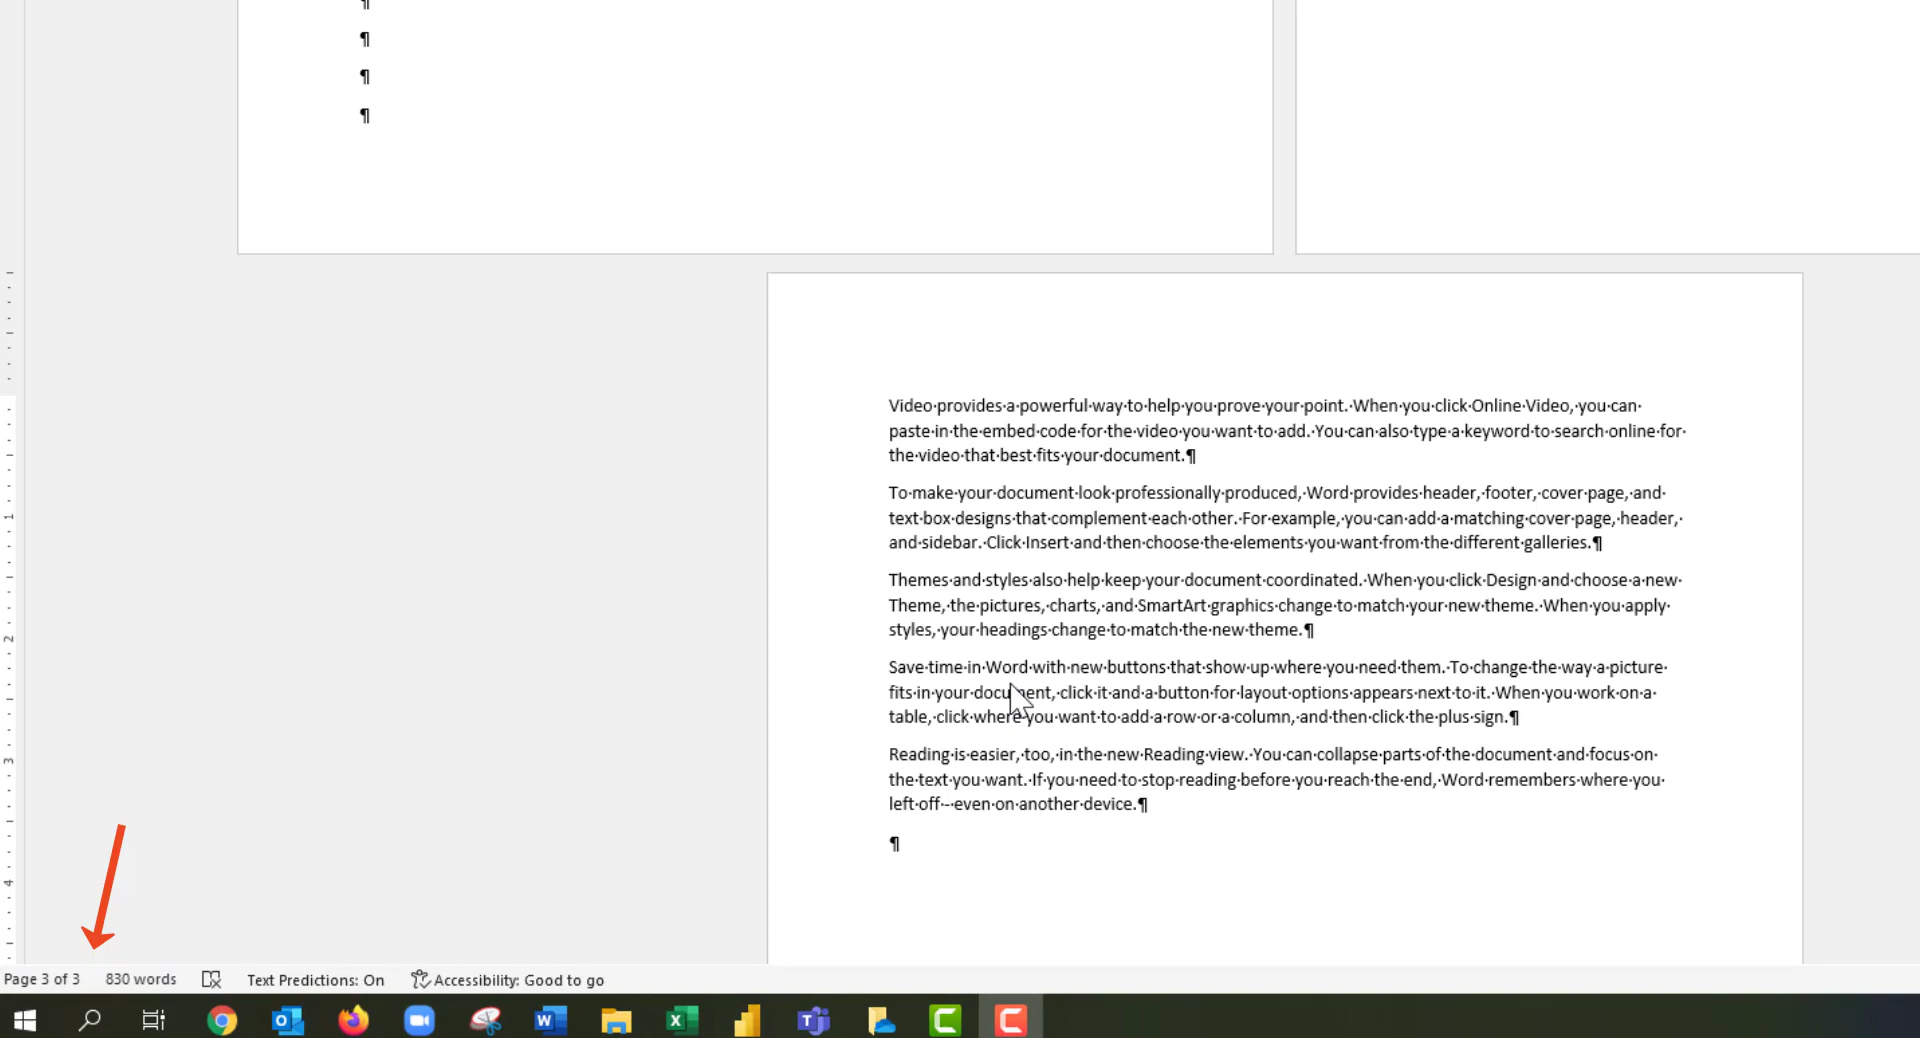 ¶
¶
¶
¶
Video·provides·a·powerful·way·to·help·you·prove·your·point.·When·you·click·Online·Video,·you·can·
paste·in·the·embed·code·for·the·video·you·want·to·add.·You·can·also·type·a·keyword·to·search·online·for·
the·video·that·best·fits·your·document.¶
To·make·your·document·look·professionally·produced,·Word·provides·header,·footer,·cover·page,·and·
text·box·designs·that·complement·each·other.·For·example,·you·can·add·a·matching·cover·page,·header,·
and·sidebar.·Click·Insert·and·then·choose·the·elements·you·want·from·the·different·galleries.¶
Themes·and·styles·also·help·keep·your·document·coordinated.·When·you·click·Design·and·choose·a·new·
Theme,·the·pictures,·charts,·and·SmartArt·graphics·change·to·match·your·new·theme.·When·you·apply·
styles,·your·headings·change·to·match·the·new·theme.¶
Save·time·in·Word·with·new·buttons·that·show·up·where·you·need·them.·To·change·the·way·a·picture·
fits·in·your·document,·click·it·and·a·button·for·layout·options·appears·next·to·it.·When·you·work·on·a·
table,·click·where·you·want·to·add·a·row·or·a·column,·and·then·click·the·plus·sign.¶
Reading·is·easier,·too,·in·the·new·Reading·view.·You·can·collapse·parts·of·the·document·and·focus·on·
the·text·you·want.·If·you·need·to·stop·reading·before·you·reach·the·end,·Word·remembers·where·you·
left·off·-·even·on·another·device.¶
¶
1
2
3
4
Page 3 of 3 830 words Text Predictions: On Accessibility: Good to go